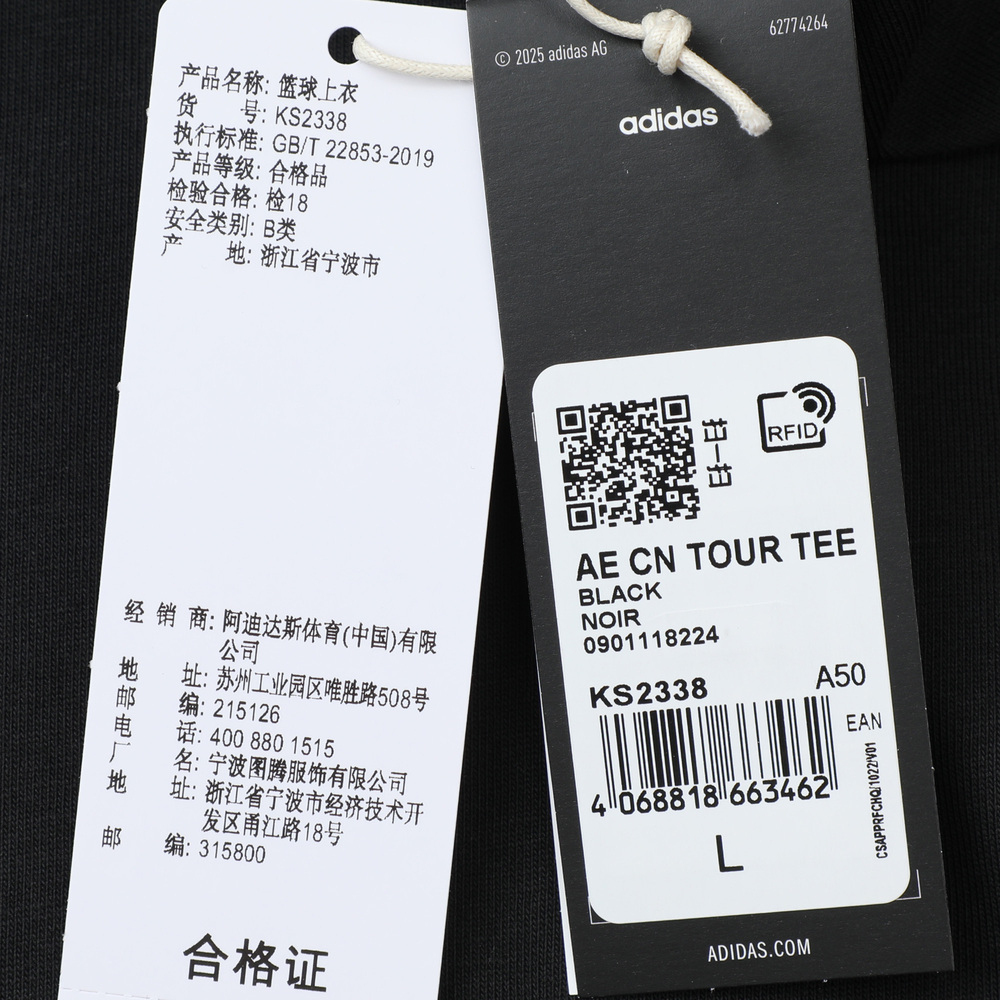 产品名称: 篮球上衣
货 号: KS2338
执行标准: GB/T 22853-2019
产品等级: 合格品
检验合格: 检18
安全类别: B类
产 地: 浙江省宁波市
经 销 商: 阿迪达斯体育(中国)有限
公司
地 址: 苏州工业园区唯胜路508号
邮 编: 215126
电 话: 400 880 1515
厂 名: 宁波图腾服饰有限公司
地 址: 浙江省宁波市经济技术开
发区甬江路18号
邮 编: 315800
合格证
© 2025 adidas AG
62774264
adidas
扫一扫
RFID
AE CN TOUR TEE
BLACK
NOIR
0901118224
KS2338
A50
EAN
4 068818 663462
CSAPPRFCHQ/1022/V01
L
ADIDAS.COM